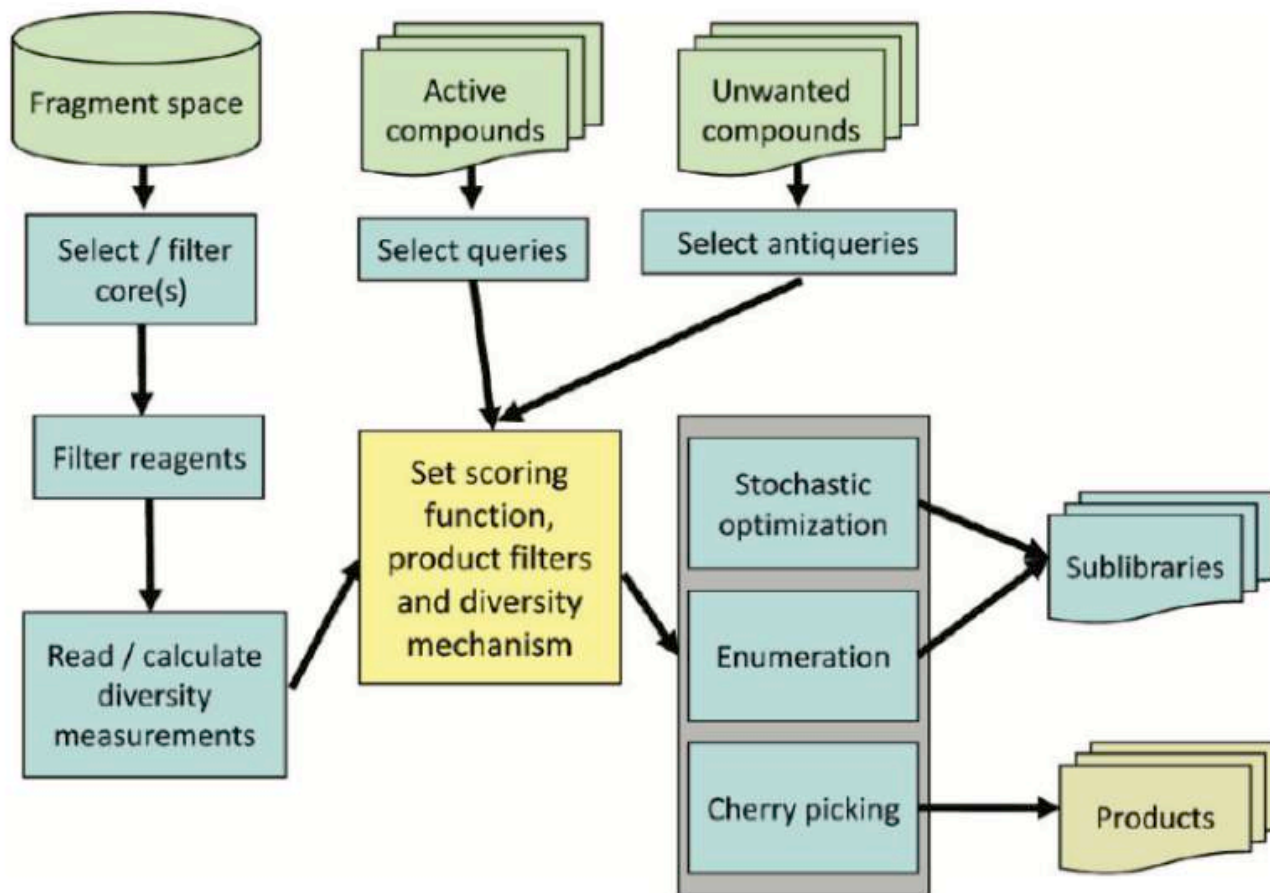 Fragment space
Active
compounds
Unwanted
compounds
Select / filter
core(s)
Select queries
Select antiqueries
Filter reagents
Read / calculate
diversity
measurements
Set scoring
function,
product filters
and diversity
mechanism
Stochastic
optimization
Enumeration
Cherry picking
Sublibraries
Products